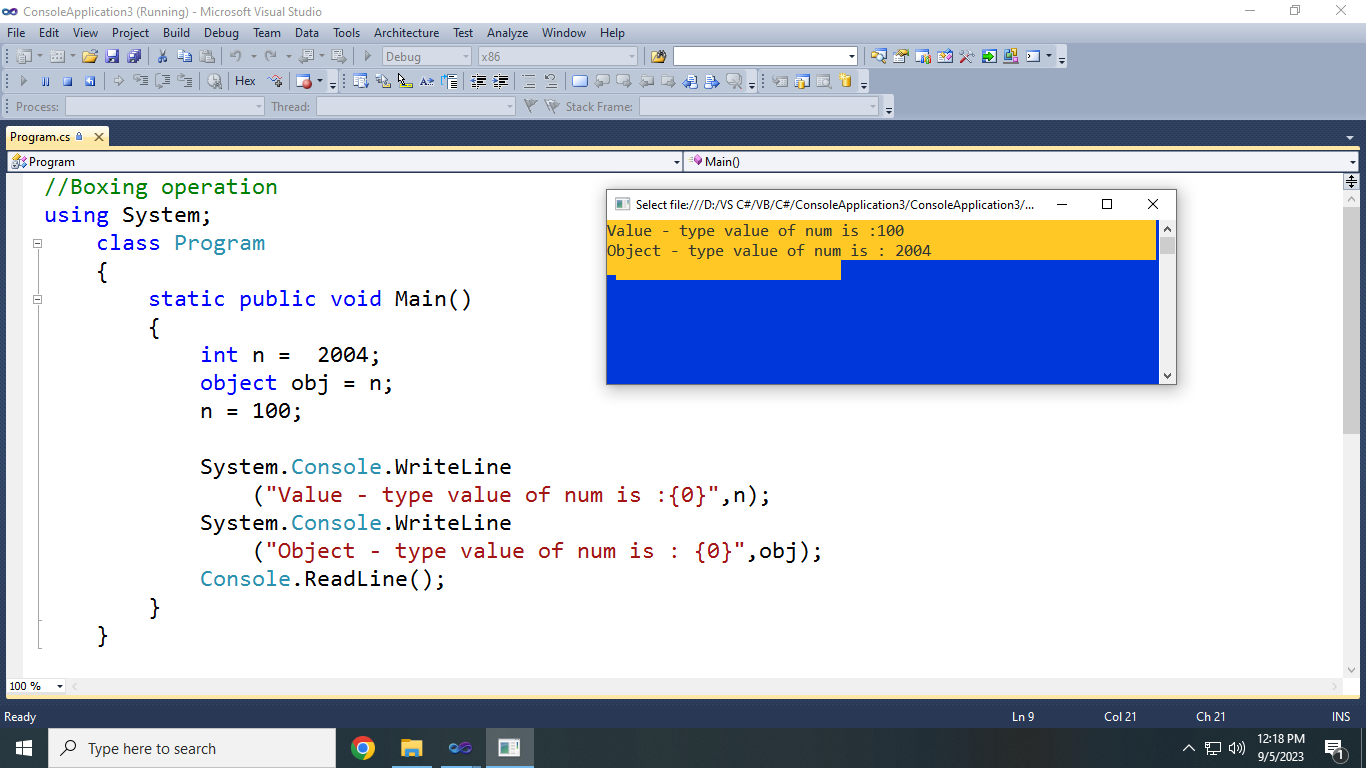 ConsoleApplication3 (Running) - Microsoft Visual Studio
File Edit View Project Build Debug Team Data Tools Architecture Test Analyze Window Help
Debug x86
Hex
Process: Thread: Stack Frame:
Program.cs
Program Main()
//Boxing operation
using System;
class Program
{
static public void Main()
{
int n =  2004;
object obj = n;
n = 100;
System.Console.WriteLine
("Value - type value of num is :{0}",n);
System.Console.WriteLine
("Object - type value of num is : {0}",obj);
Console.ReadLine();
}
}
Select file:///D:/VS C#/VB/C#/ConsoleApplication3/ConsoleApplication3/...
Value - type value of num is :100
Object - type value of num is : 2004
100 %
Ready Ln 9 Col 21 Ch 21 INS
Type here to search
12:18 PM
9/5/2023
1